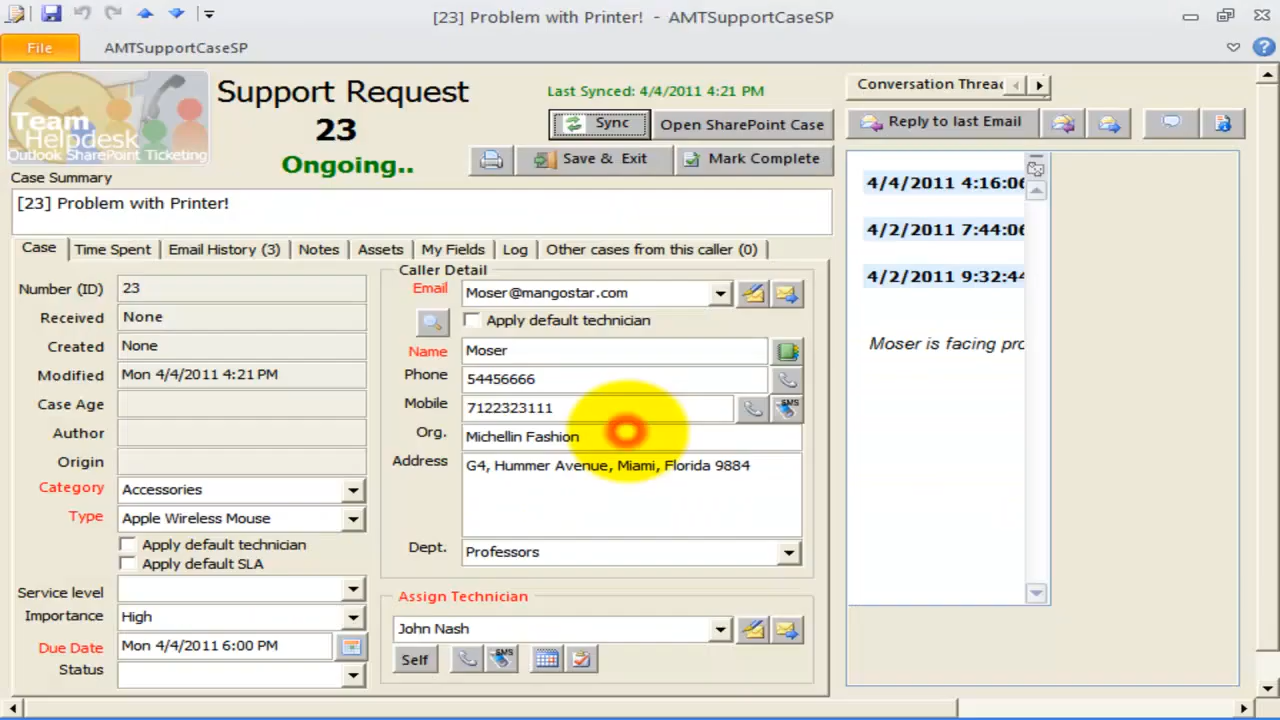 [23] Problem with Printer! - AMTSupportCaseSP
File
AMTSupportCaseSP
Team
Helpdesk
Outlook SharePoint Ticketing
Support Request
23
Ongoing..
Last Synced: 4/4/2011 4:21 PM
Sync
Open SharePoint Case
Save & Exit
Mark Complete
Conversation Threac
Reply to last Email
Case Summary
[23] Problem with Printer!
Case
Time Spent
Email History (3)
Notes
Assets
My Fields
Log
Other cases from this caller (0)
Number (ID) 23
Received None
Created None
Modified Mon 4/4/2011 4:21 PM
Case Age
Author
Origin
Category Accessories
Type Apple Wireless Mouse
Apply default technician
Apply default SLA
Service level
Importance High
Due Date Mon 4/4/2011 6:00 PM
Status
Caller Detail
Email Moser@mangostar.com
Apply default technician
Name Moser
Phone 54456666
Mobile 7122323111
SMS
Org. Michellin Fashion
Address G4, Hummer Avenue, Miami, Florida 9884
Dept. Professors
Assign Technician
John Nash
Self
SMS
4/4/2011 4:16:06
4/2/2011 7:44:06
4/2/2011 9:32:44
Moser is facing pro